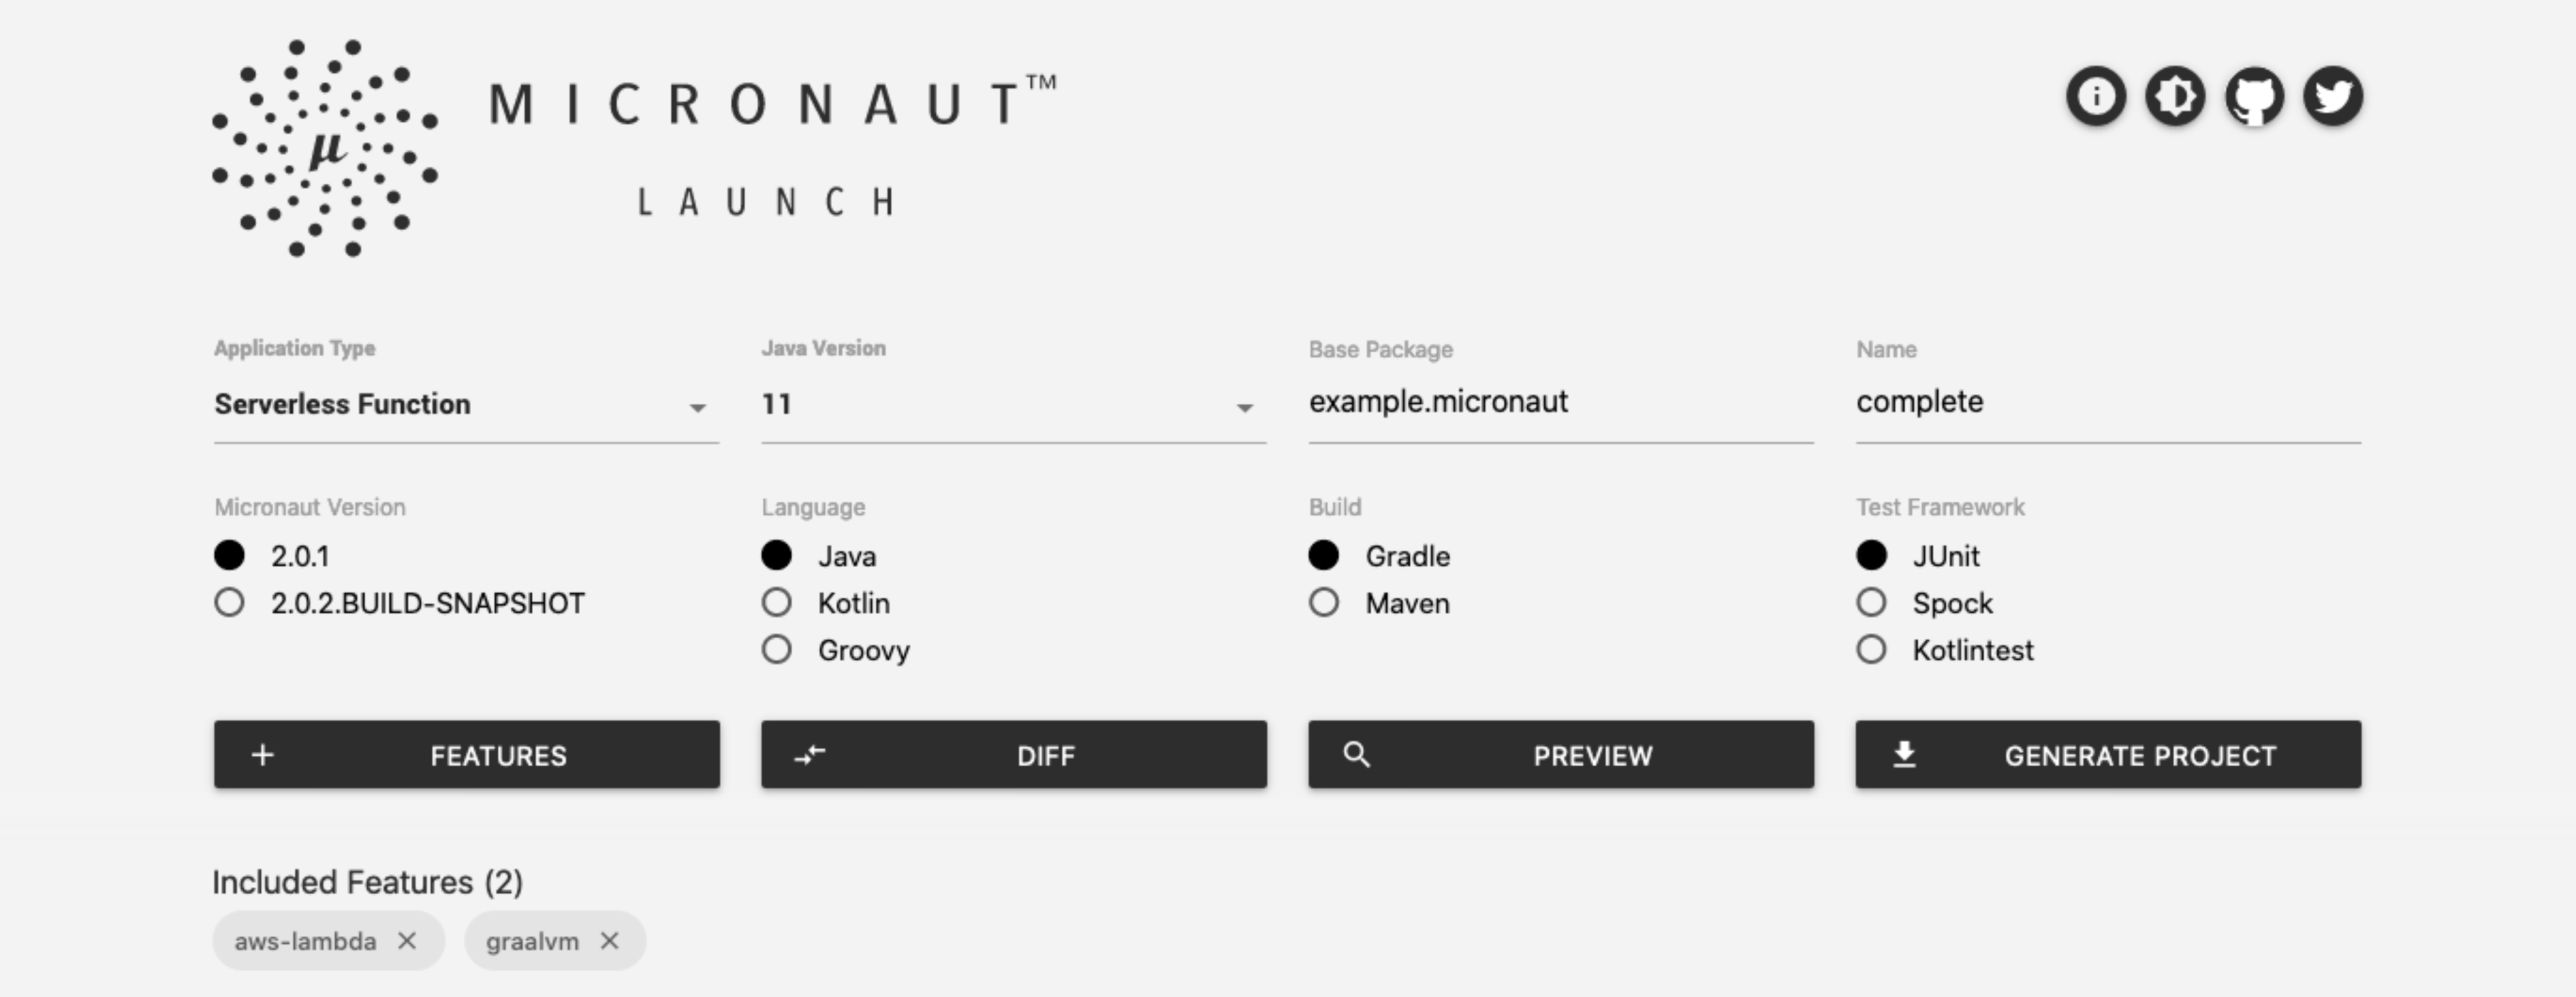 MICRONAUT™
LAUNCH
µ
Application Type
Serverless Function
Java Version
11
Base Package
example.micronaut
Name
complete
Micronaut Version
2.0.1
2.0.2.BUILD-SNAPSHOT
Language
Java
Kotlin
Groovy
Build
Gradle
Maven
Test Framework
JUnit
Spock
Kotlintest
FEATURES
DIFF
PREVIEW
GENERATE PROJECT
Included Features (2)
aws-lambda
graalvm